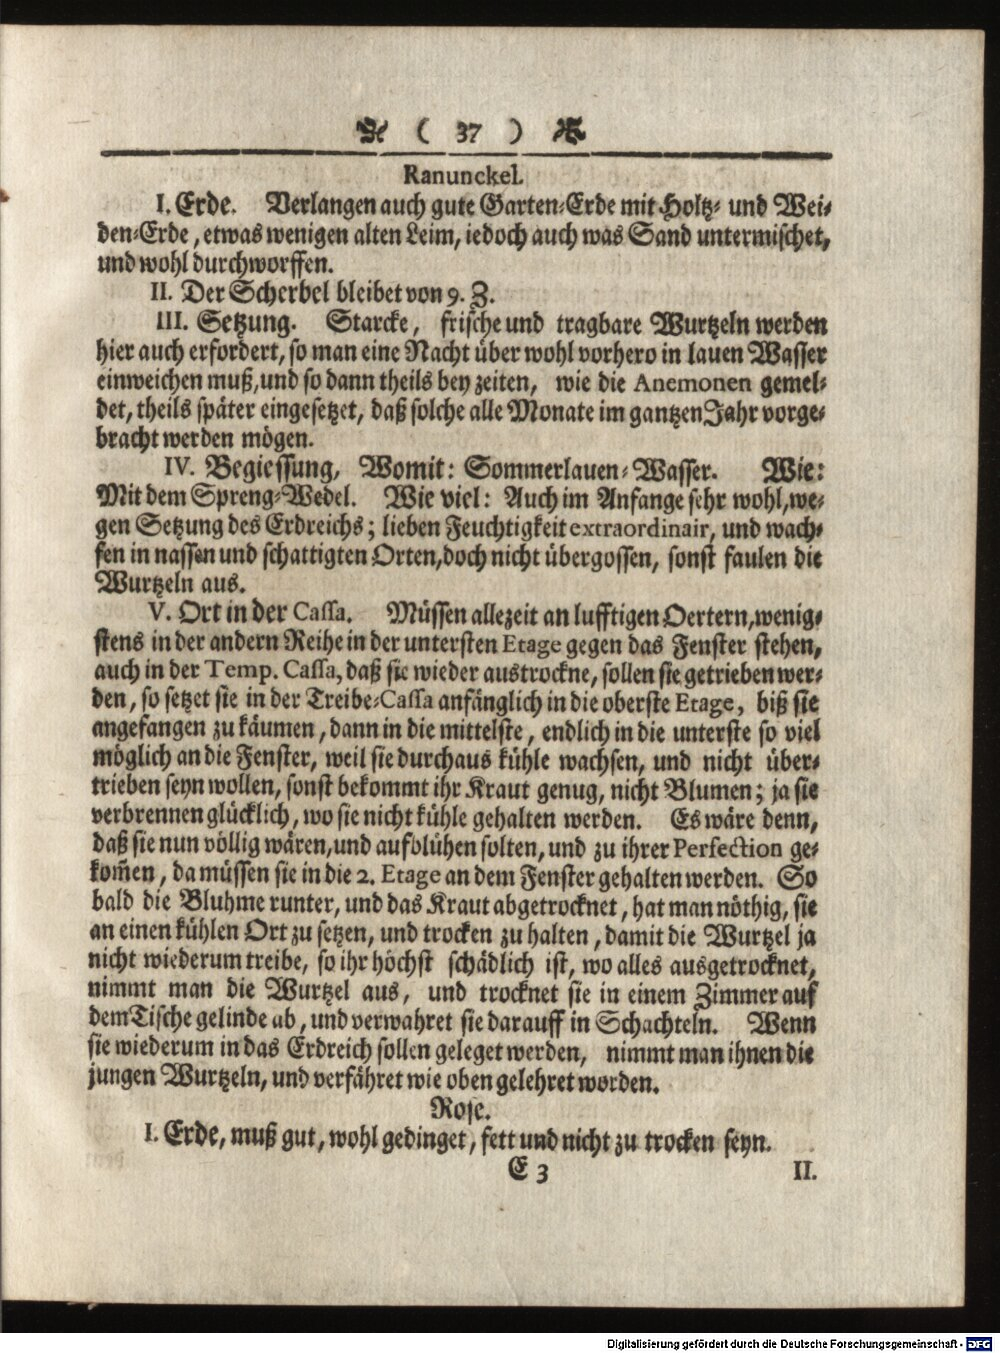 ( 37 )
Ranunckel.
I. Erde. Verlangen auch gute Garten-Erde mit Holtz- und Wei-
den-Erde, etwas wenigen alten Leim, iedoch auch was Sand untermischet,
und wohl durchworffen.
II. Der Scherbel bleibet von 9. Z.
III. Setzung. Starcke, frische und tragbare Wurtzeln werden
hier auch erfordert, so man eine Nacht über wohl vorhero in lauen Wasser
einweichen muß, und so dann theils bey zeiten, wie die Anemonen gemel-
det, theils später eingesetzet, daß solche alle Monate im gantzen Jahr vorge-
bracht werden mögen.
IV. Begiessung, Womit: Sommerlauen-Wasser. Wie:
Mit dem Spreng-Wedel. Wie viel: Auch im Anfange sehr wohl, we-
gen Setzung des Erdreichs; lieben Feuchtigkeit extraordinair, und wach-
sen in nassen und schattigten Orten, doch nicht übergossen, sonst faulen die
Wurtzeln aus.
V. Ort in der Cassa. Müssen allezeit an lufftigen Oertern, wenig-
stens in der andern Reihe in der untersten Etage gegen das Fenster stehen,
auch in der Temp. Cassa, daß sie wieder austrockne, sollen sie getrieben wer-
den, so setzet sie in der Treibe-Cassa anfänglich in die oberste Etage, biß sie
angefangen zu käumen, dann in die mittelste, endlich in die unterste so viel
möglich an die Fenster, weil sie durchaus kühle wachsen, und nicht über-
trieben seyn wollen, sonst bekommt ihr Kraut genug, nicht Blumen; ja sie
verbrennen glücklich, wo sie nicht kühle gehalten werden. Es wäre denn,
daß sie nun völlig wären, und aufblühen solten, und zu ihrer Perfection ge-
kom̃en, da müssen sie in die 2. Etage an dem Fenster gehalten werden. So
bald die Bluhme runter, und das Kraut abgetrocknet, hat man nöthig, sie
an einen kühlen Ort zu setzen, und trocken zu halten, damit die Wurtzel ja
nicht wiederum treibe, so ihr höchst schädlich ist, wo alles ausgetrocknet,
nimmt man die Wurtzel aus, und trocknet sie in einem Zimmer auf
dem Tische gelinde ab, und verwahret sie darauff in Schachteln. Wenn
sie wiederum in das Erdreich sollen geleget werden, nimmt man ihnen die
jungen Wurtzeln, und verfähret wie oben gelehret worden.
Rose.
I. Erde, muß gut, wohl gedinget, fett und nicht zu trocken seyn.
E 3 II.
Digitalisierung gefördert durch die Deutsche Forschungsgemeinschaft - DFG